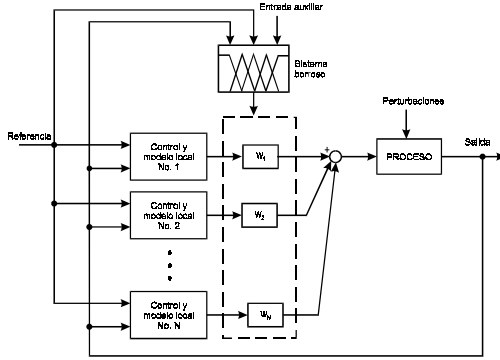 Entrada auxiliar
Sistema
borroso
Perturbaciones
Referencia
Salida
Control y
modelo local
No. 1
W1
+
PROCESO
Control y
modelo local
No. 2
W2
Control y
modelo local
No. N
WN